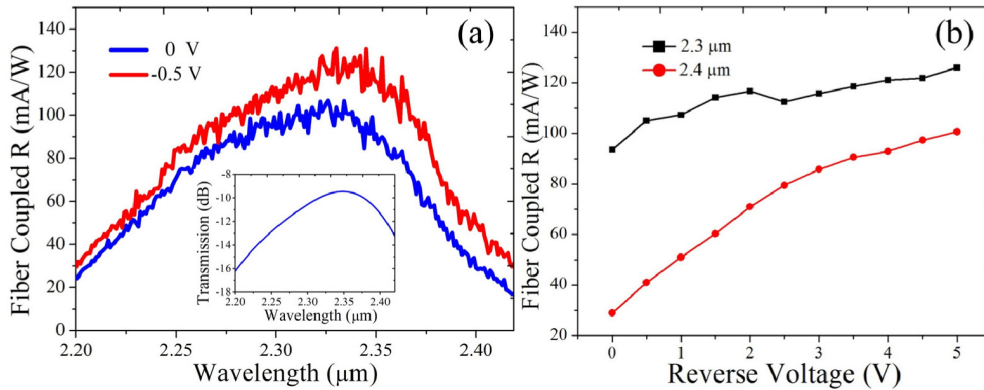 (a)
0 V
-0.5 V
Fiber Coupled R (mA/W)
140
120
100
80
60
40
20
0
2.20 2.25 2.30 2.35 2.40
Wavelength (μm)
Transmission (dB)
-8
-10
-12
-14
-16
-18
2.20 2.25 2.30 2.35 2.40
Wavelength (μm)
(b)
2.3 μm
2.4 μm
Fiber Coupled R (mA/W)
140
120
100
80
60
40
20
0 1 2 3 4 5
Reverse Voltage (V)